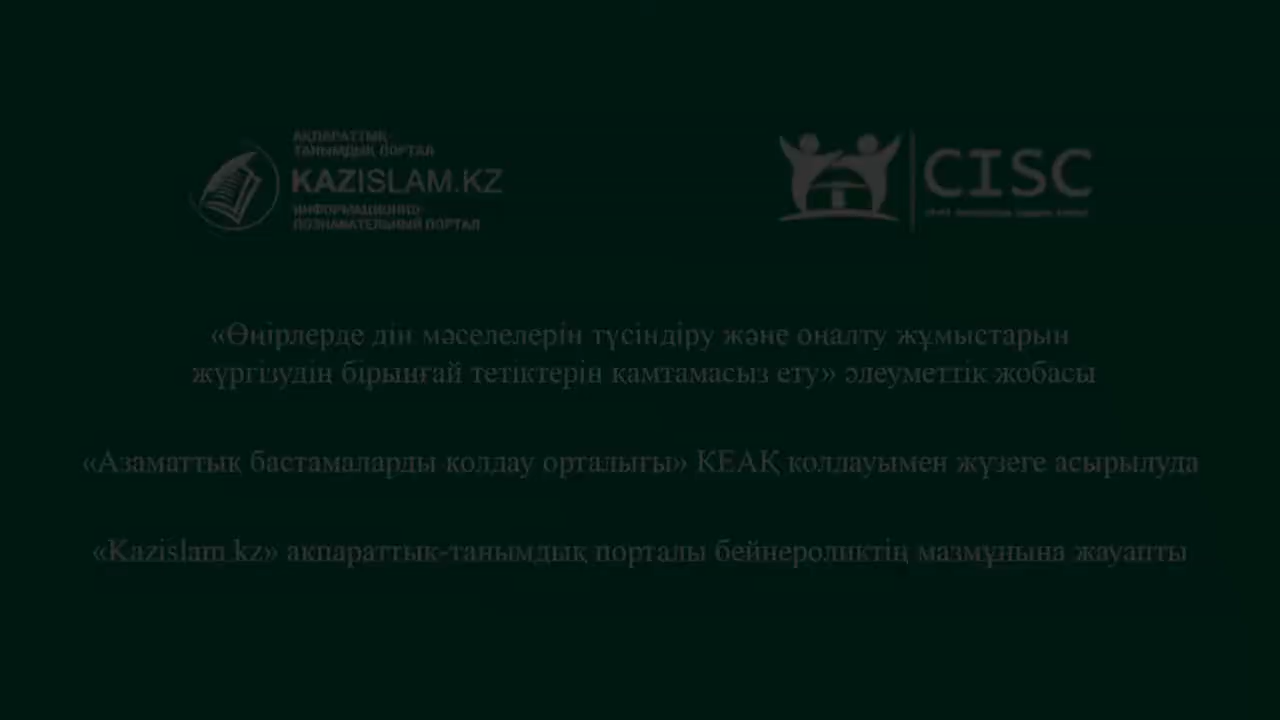 АҚПАРАТТЫҚ-
ТАНЫМДЫҚ ПОРТАЛ
KAZISLAM.KZ
ИНФОРМАЦИОННО-
ПОЗНАВАТЕЛЬНЫЙ ПОРТАЛ
CISC
«Өңірлерде дін мәселелерін түсіндіру және оңалту жұмыстарын
жүргізудің бірыңғай тетіктерін қамтамасыз ету» әлеуметтік жобасы
«Азаматтық бастамаларды қолдау орталығы» КЕАҚ қолдауымен жүзеге асырылуда
«Kazislam.kz» ақпараттық-танымдық порталы бейнероликтің мазмұнына жауапты